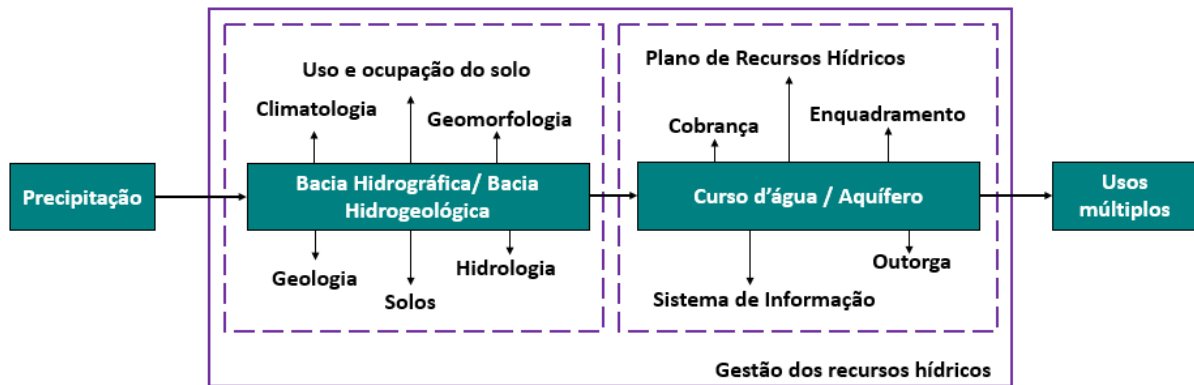 Uso e ocupação do solo
Climatologia
Geomorfologia
Plano de Recursos Hídricos
Cobrança
Enquadramento
Precipitação
Bacia Hidrográfica/ Bacia
Hidrogeológica
Curso d'água / Aquífero
Usos
múltiplos
Geologia
Solos
Hidrologia
Sistema de Informação
Outorga
Gestão dos recursos hídricos